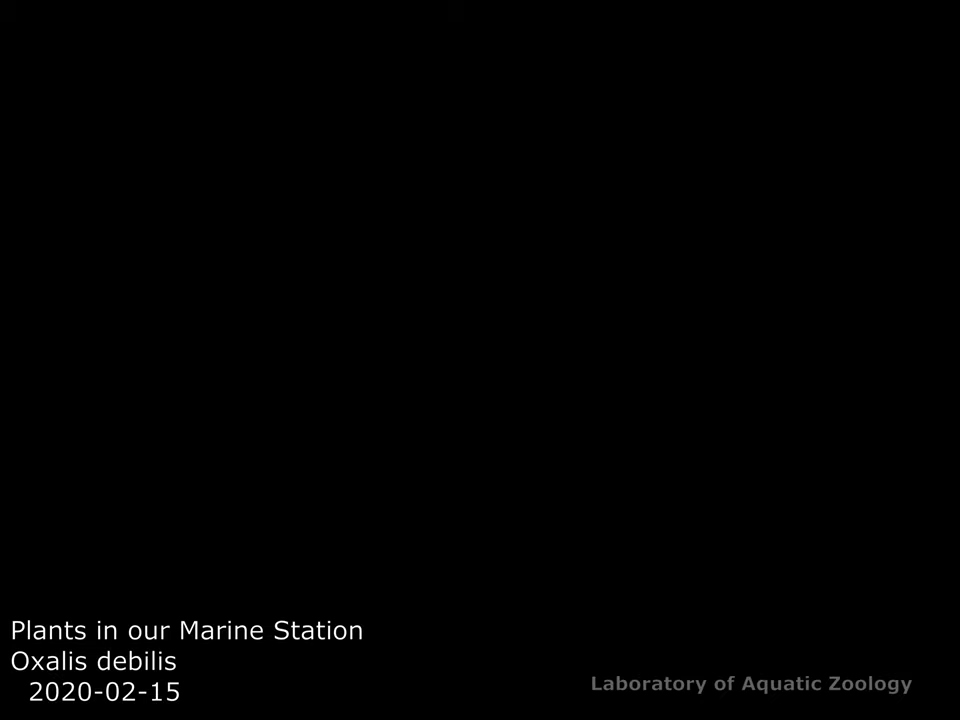 Plants in our Marine Station
Oxalis debilis
2020-02-15
Laboratory of Aquatic Zoology